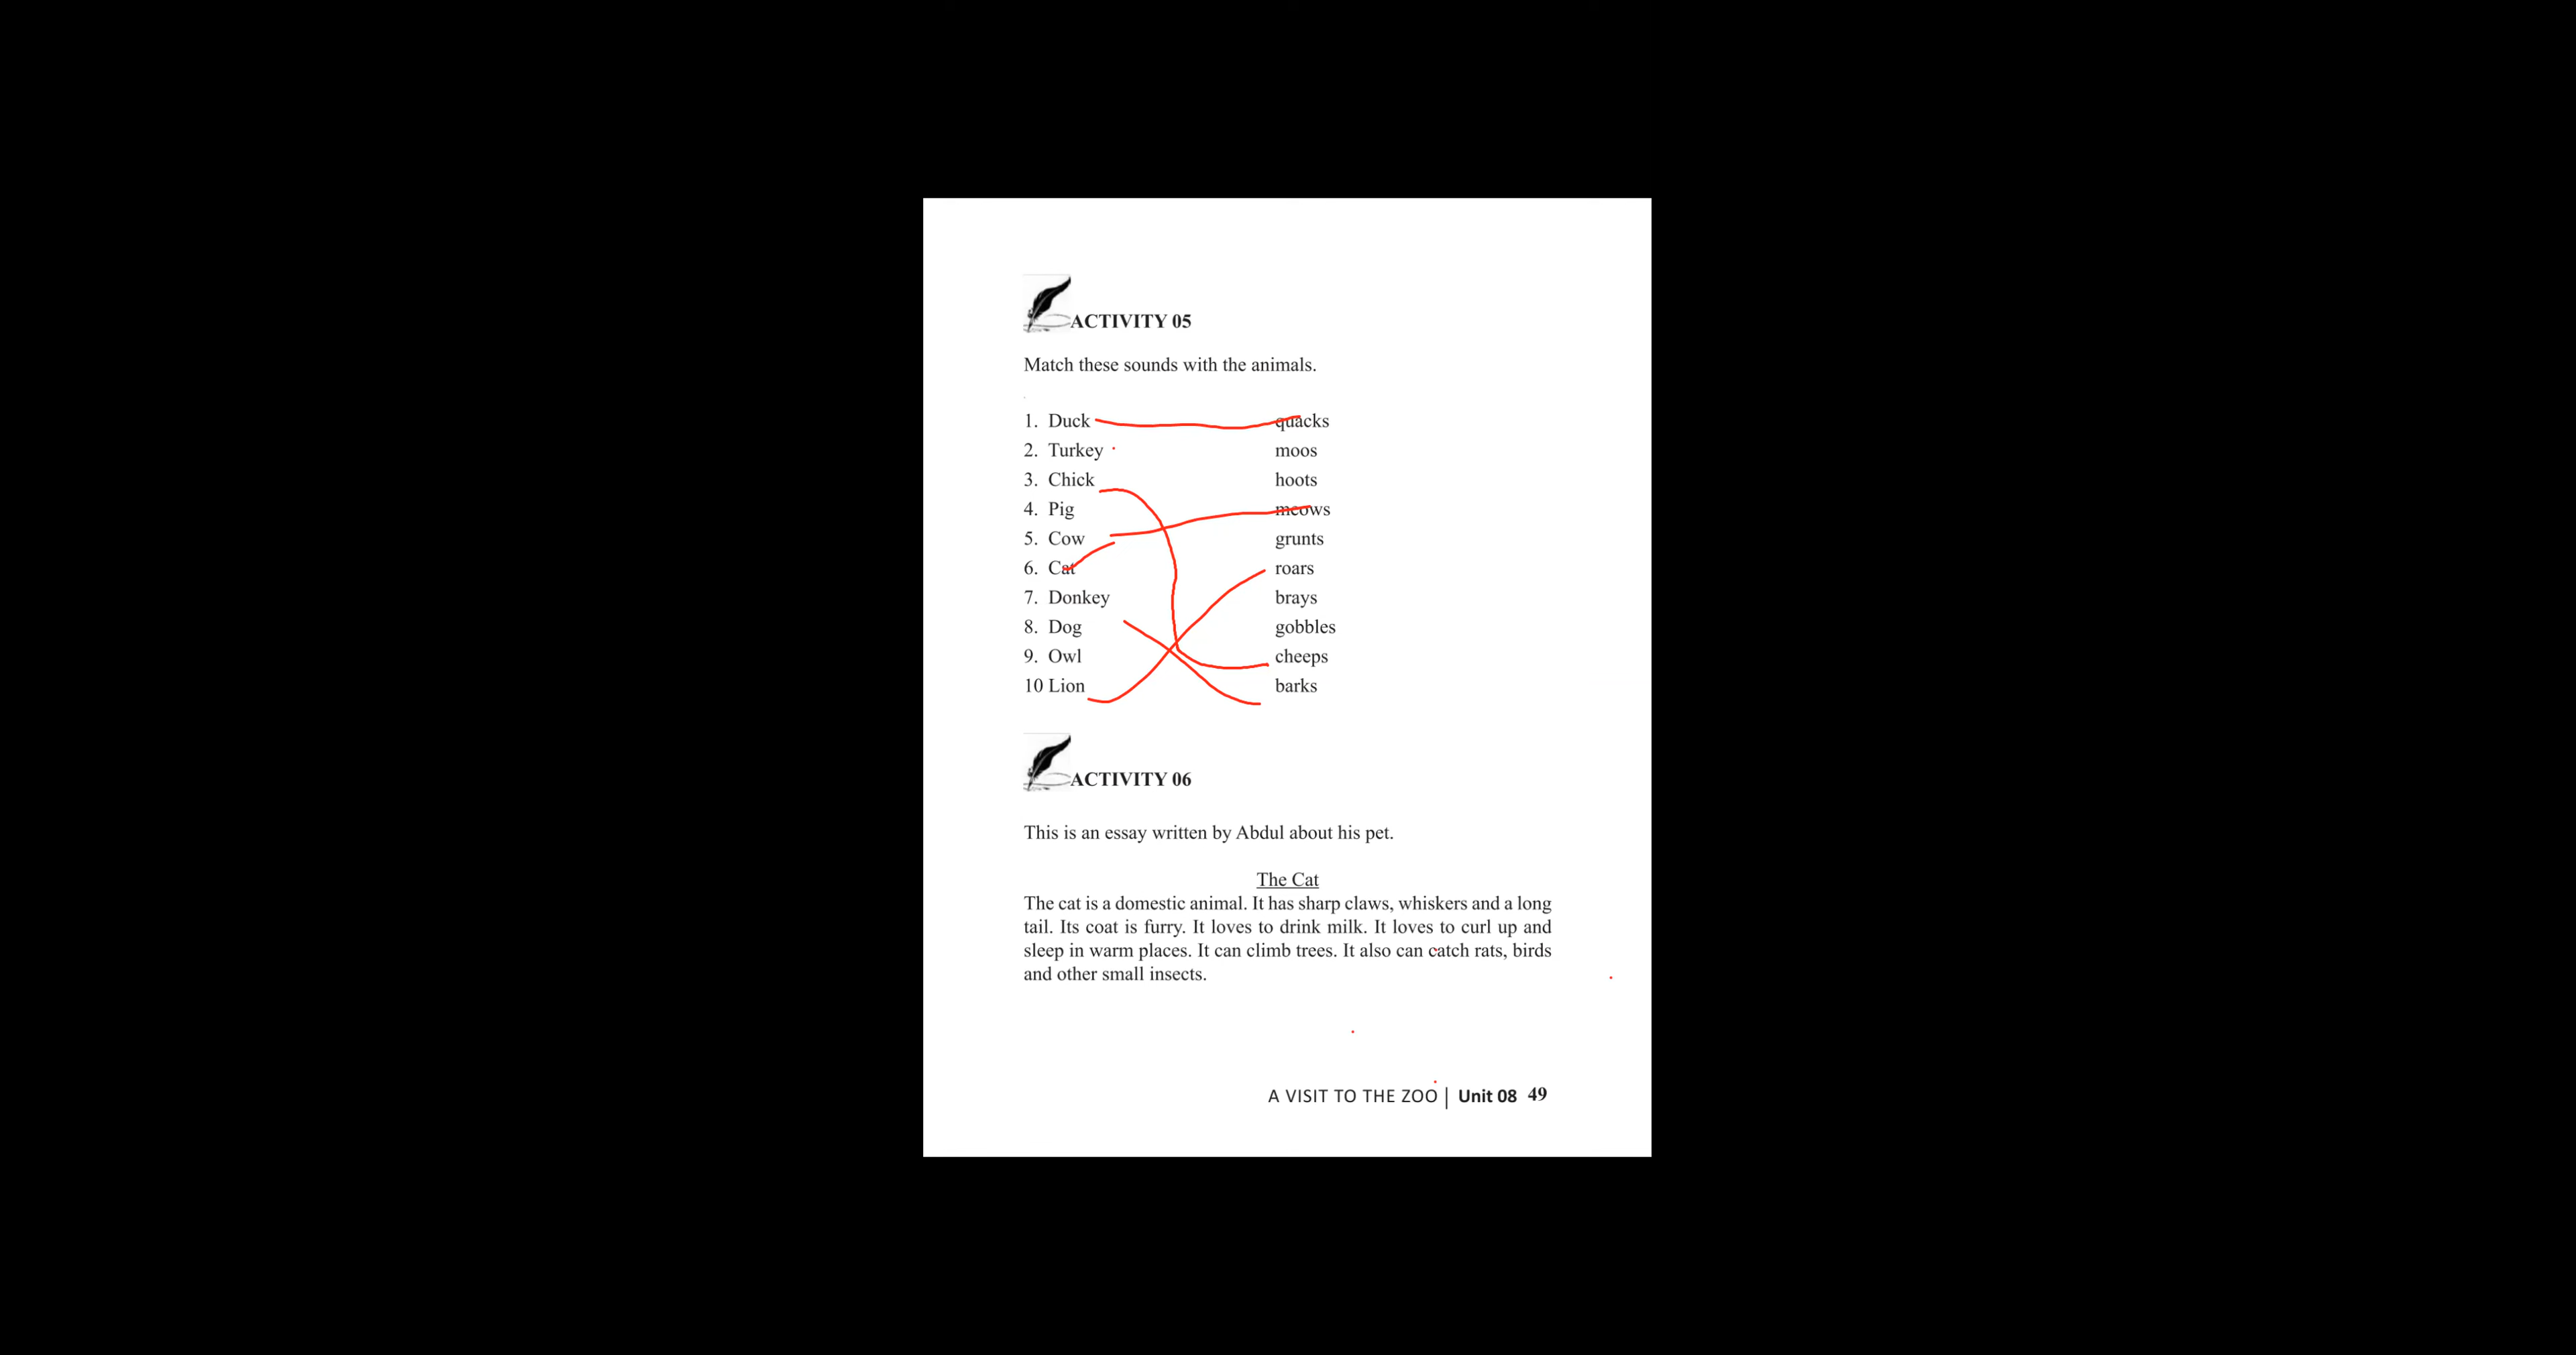 ACTIVITY 05
Match these sounds with the animals.
1. Duck quacks
2. Turkey moos
3. Chick hoots
4. Pig meows
5. Cow grunts
6. Cat roars
7. Donkey brays
8. Dog gobbles
9. Owl cheeps
10 Lion barks
ACTIVITY 06
This is an essay written by Abdul about his pet.
The Cat
The cat is a domestic animal. It has sharp claws, whiskers and a long
tail. Its coat is furry. It loves to drink milk. It loves to curl up and
sleep in warm places. It can climb trees. It also can catch rats, birds
and other small insects.
A VISIT TO THE ZOO | Unit 08 49